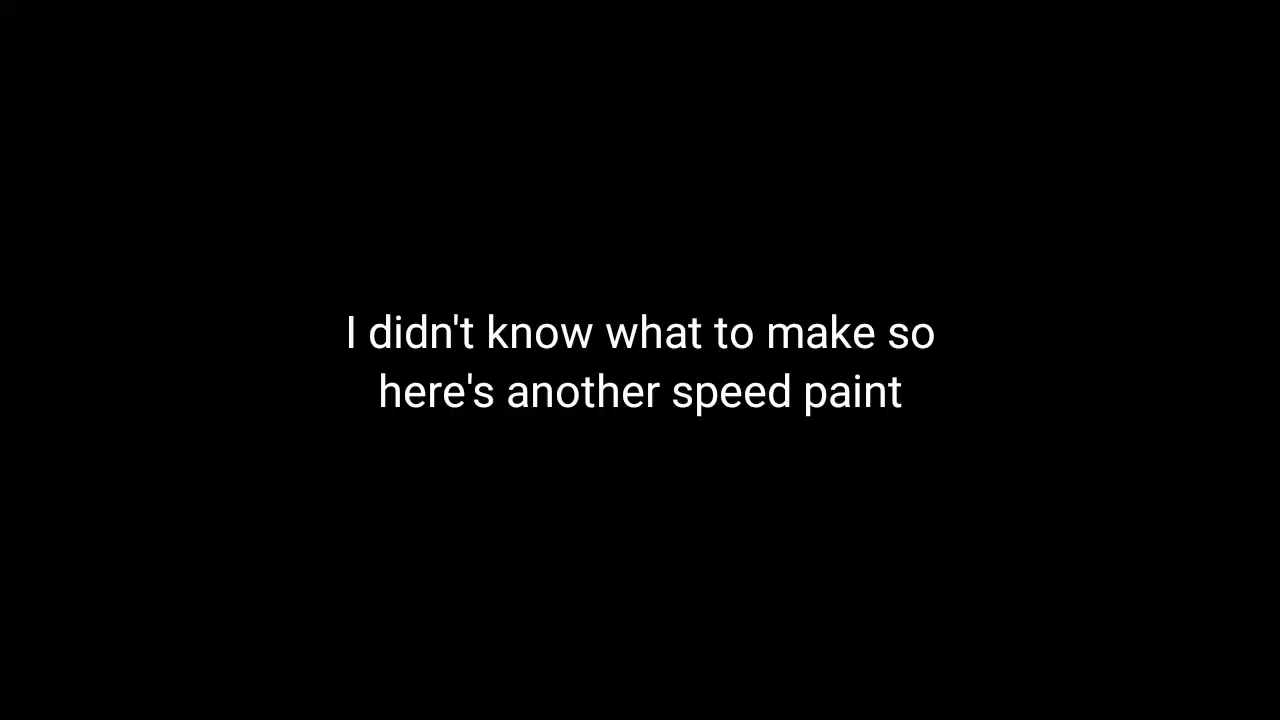 I didn't know what to make so
here's another speed paint